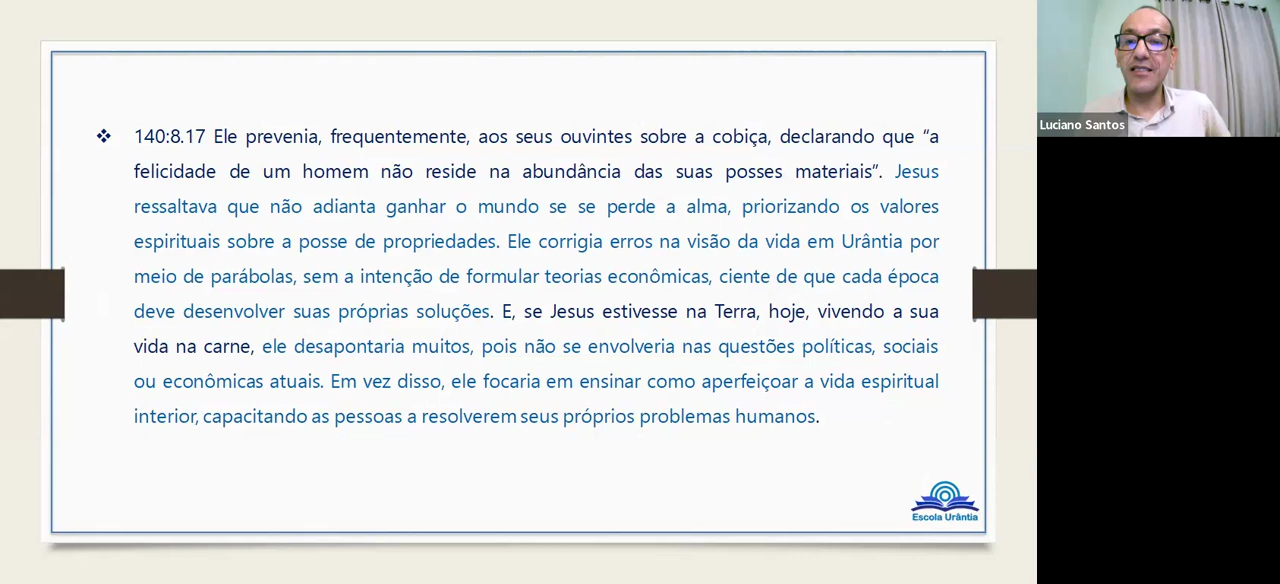 ❖ 140:8.17 Ele prevenia, frequentemente, aos seus ouvintes sobre a cobiça, declarando que “a
felicidade de um homem não reside na abundância das suas posses materiais”. Jesus
ressaltava que não adianta ganhar o mundo se se perde a alma, priorizando os valores
espirituais sobre a posse de propriedades. Ele corrigia erros na visão da vida em Urântia por
meio de parábolas, sem a intenção de formular teorias econômicas, ciente de que cada época
deve desenvolver suas próprias soluções. E, se Jesus estivesse na Terra, hoje, vivendo a sua
vida na carne, ele desapontaria muitos, pois não se envolveria nas questões políticas, sociais
ou econômicas atuais. Em vez disso, ele focaria em ensinar como aperfeiçoar a vida espiritual
interior, capacitando as pessoas a resolverem seus próprios problemas humanos.
Escola Urântia
Luciano Santos